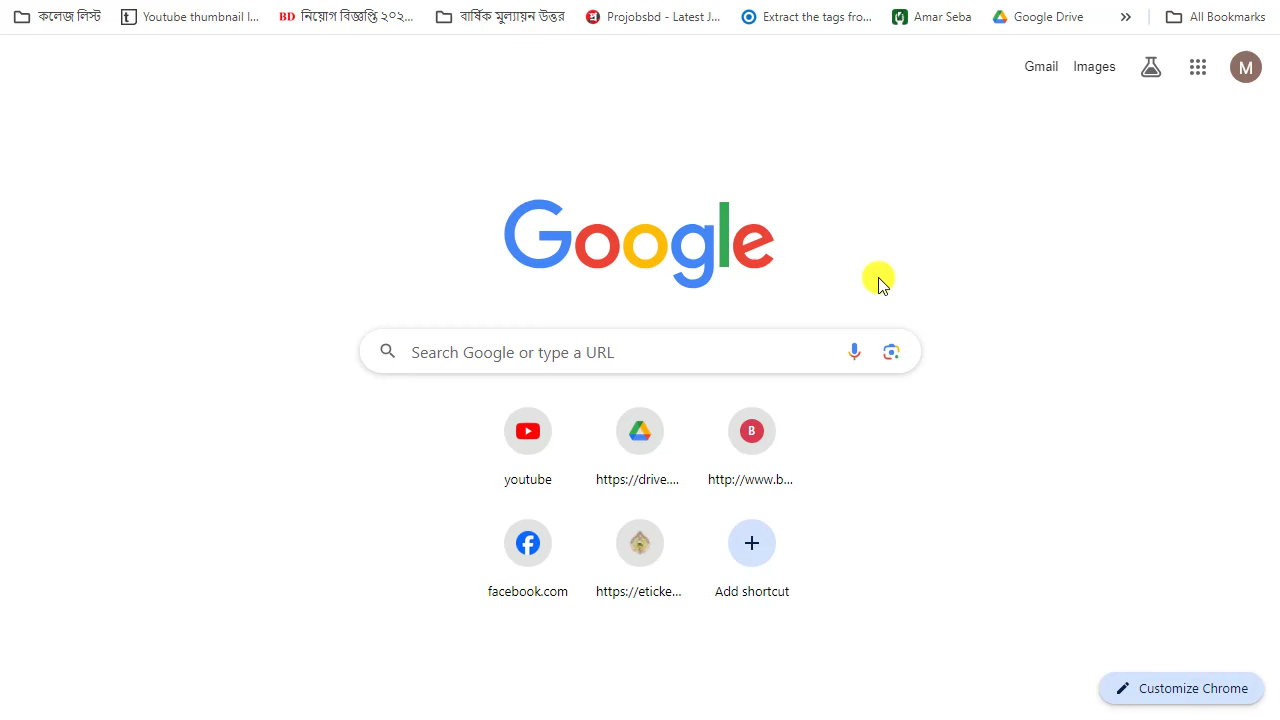 কলেজ লিস্ট
Youtube thumbnail l...
BD নিয়োগ বিজ্ঞপ্তি ২০২...
বার্ষিক মুল্যায়ন উত্তর
Projobsbd - Latest J...
Extract the tags fro...
Amar Seba
Google Drive
All Bookmarks
Gmail
Images
M
Google
Search Google or type a URL
B
youtube
https://drive....
http://www.b...
facebook.com
https://eticke...
Add shortcut
Customize Chrome